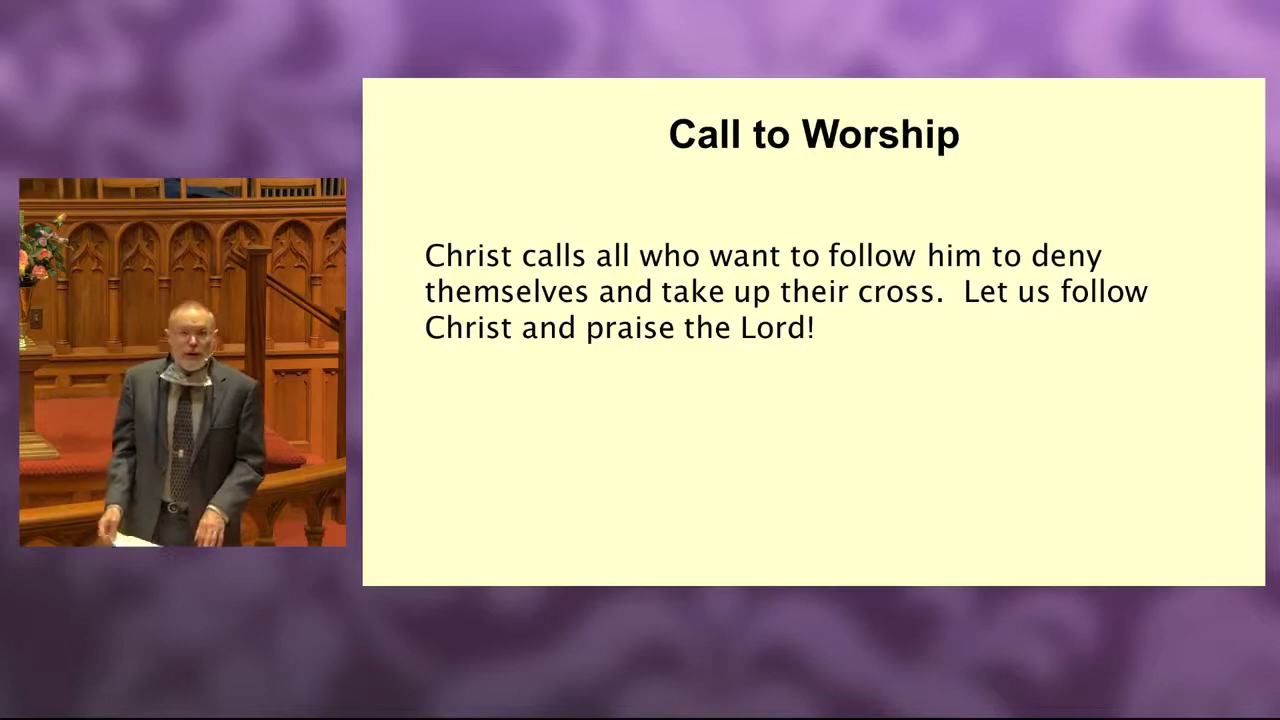 Call to Worship
Christ calls all who want to follow him to deny
themselves and take up their cross.  Let us follow
Christ and praise the Lord!